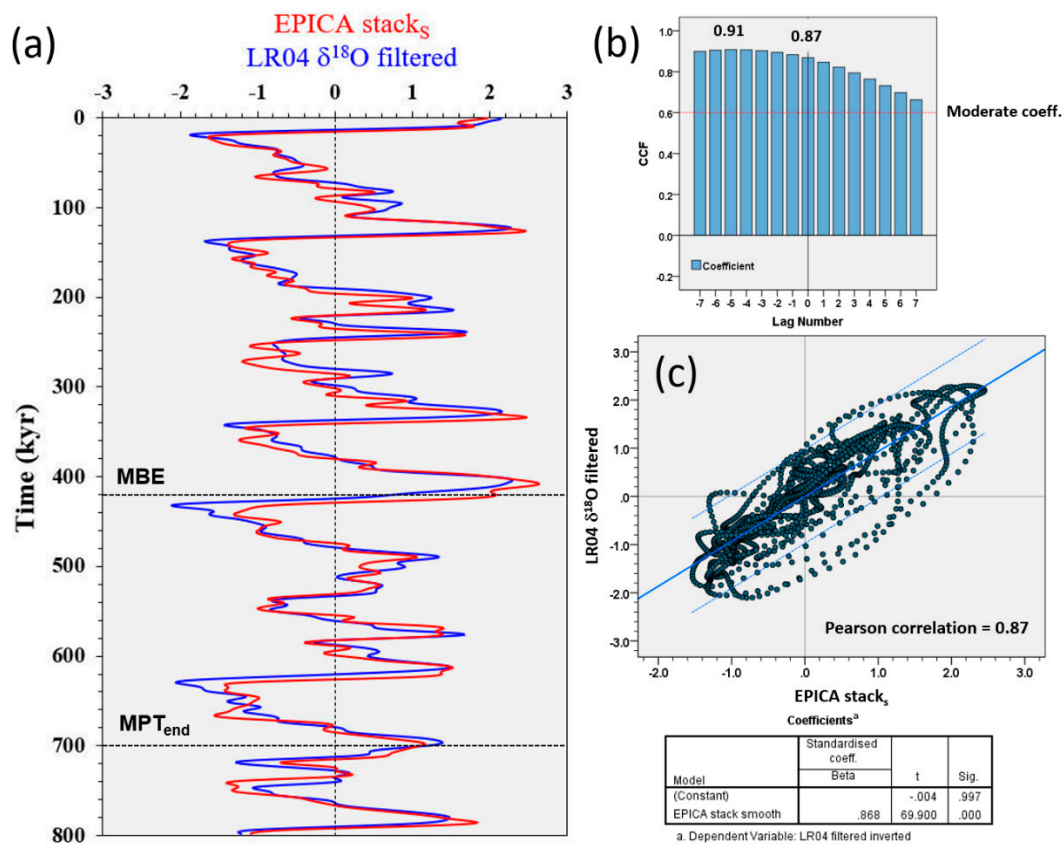 (a)
EPICA stackₛ
LR04 δ¹⁸O filtered
-3 -2 -1 0 1 2 3
Time (kyr)
0
100
200
300
400
500
600
700
800
MBE
MPTend
(b)
0.91 0.87
Moderate coeff.
CCF
1.0
0.8
0.6
0.4
0.2
0.0
-0.2
Coefficient
-7 -6 -5 -4 -3 -2 -1 0 1 2 3 4 5 6 7
Lag Number
(c)
LR04 δ¹⁸O filtered
3.0
2.0
1.0
.0
-1.0
-2.0
-3.0
Pearson correlation = 0.87
-2.0 -1.0 .0 1.0 2.0 3.0
EPICA stackₛ
Coefficientsᵃ
Standardised
coeff.
Model Beta t Sig.
(Constant) -.004 .997
EPICA stack smooth .868 69.900 .000
a. Dependent Variable: LR04 filtered inverted